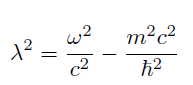 λ² = ω²/c² − m²c²/ħ²